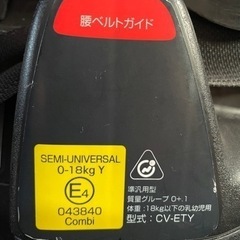 腰ベルトガイド
SEMI-UNIVERSAL
0-18kg Y
E4
043840
Combi
準汎用型
質量グループ 0+.1
体重:18kg以下の乳幼児用
型式:CV-ETY